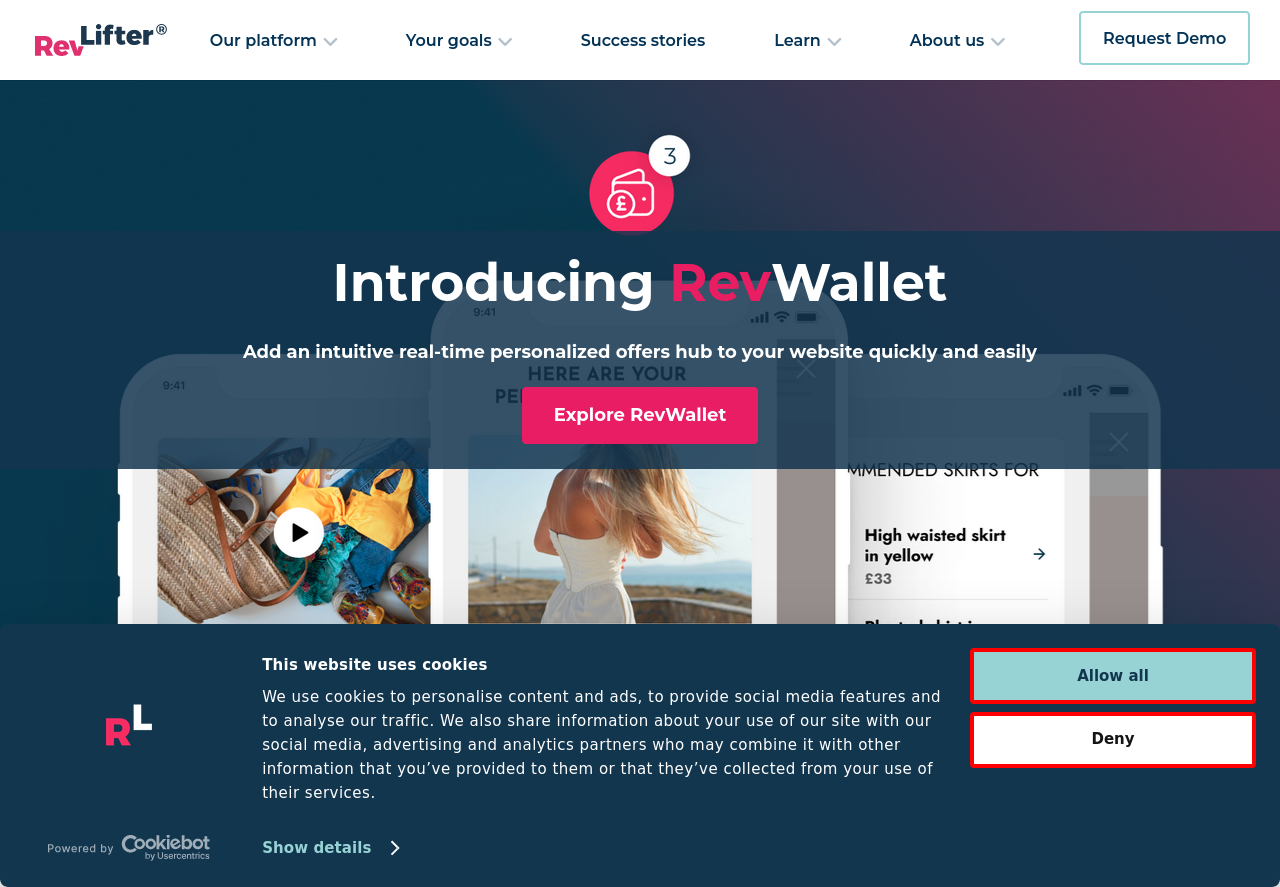 RevLifter®
Our platform
Your goals
Success stories
Learn
About us
Request Demo
3
£
Introducing RevWallet
9:41
Add an intuitive real-time personalized offers hub to your website quickly and easily
HERE ARE YOUR
9:41
Explore RevWallet
MMENDED SKIRTS FOR
High waisted skirt
in yellow
£33
This website uses cookies
We use cookies to personalise content and ads, to provide social media features and
to analyse our traffic. We also share information about your use of our site with our
social media, advertising and analytics partners who may combine it with other
information that you've provided to them or that they've collected from your use of
their services.
Show details
Allow all
Deny
RL
Powered by Cookiebot
by Usercentrics